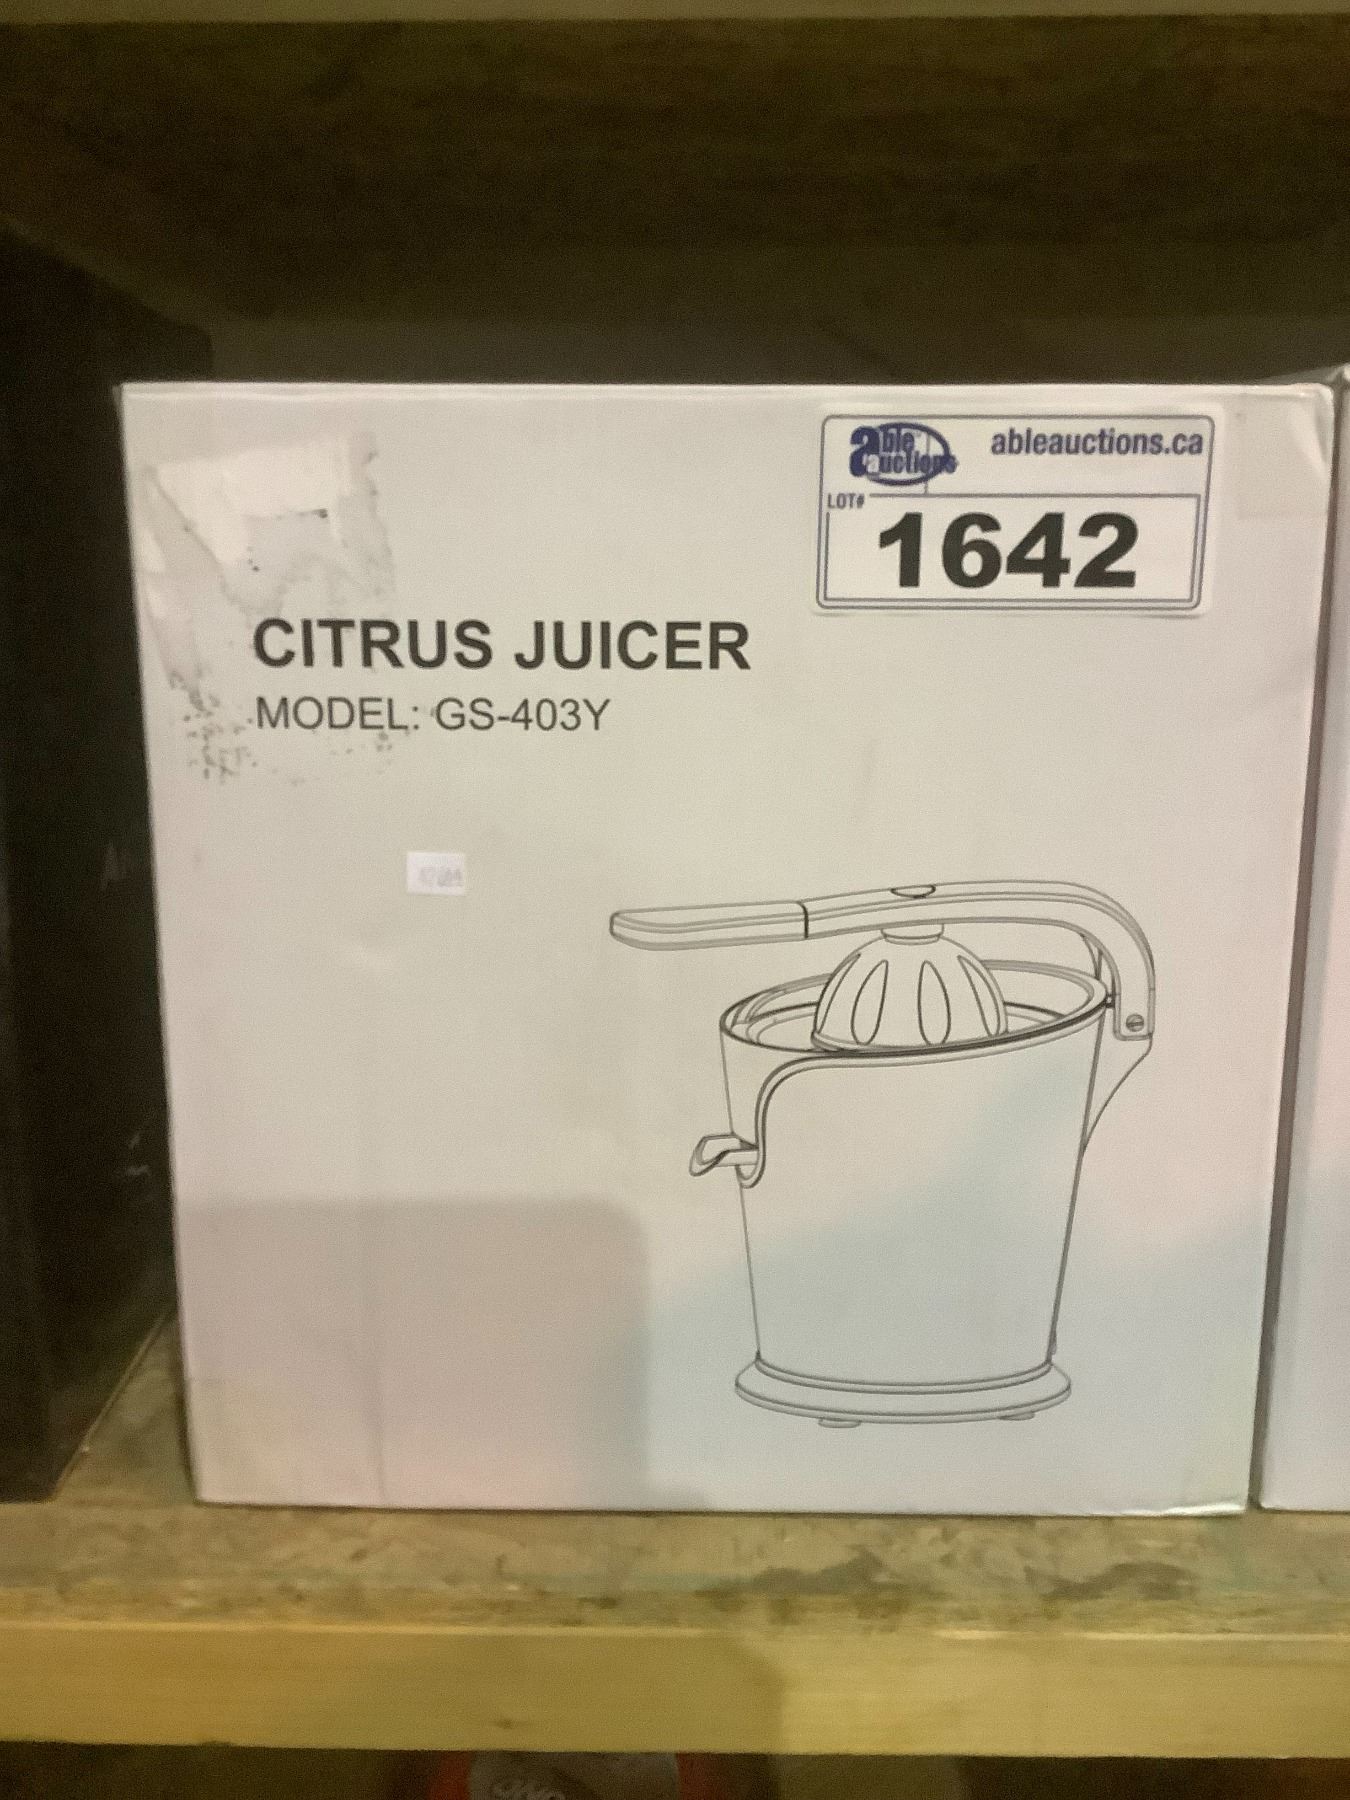 able auctions
ableauctions.ca
LOT#
1642
CITRUS JUICER
MODEL: GS-403Y